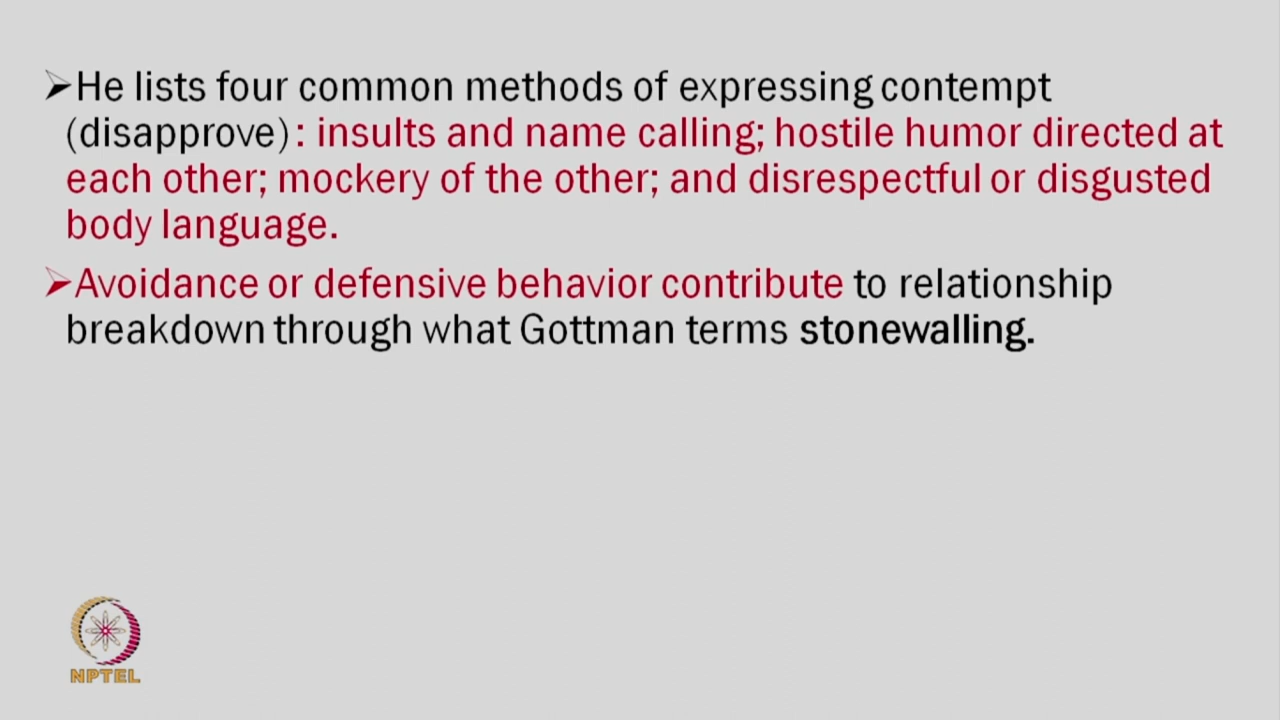 ➢He lists four common methods of expressing contempt
(disapprove): insults and name calling; hostile humor directed at
each other; mockery of the other; and disrespectful or disgusted
body language.
➢Avoidance or defensive behavior contribute to relationship
breakdown through what Gottman terms stonewalling.
NPTEL